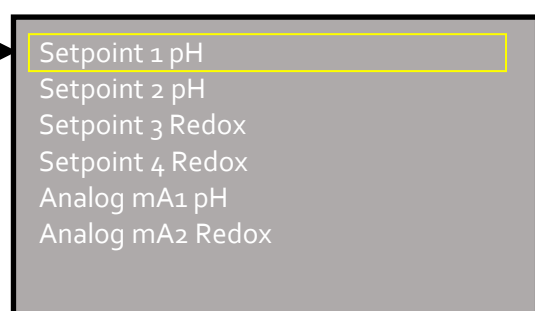 Setpoint 1 pH
Setpoint 2 pH
Setpoint 3 Redox
Setpoint 4 Redox
Analog mA1 pH
Analog mA2 Redox